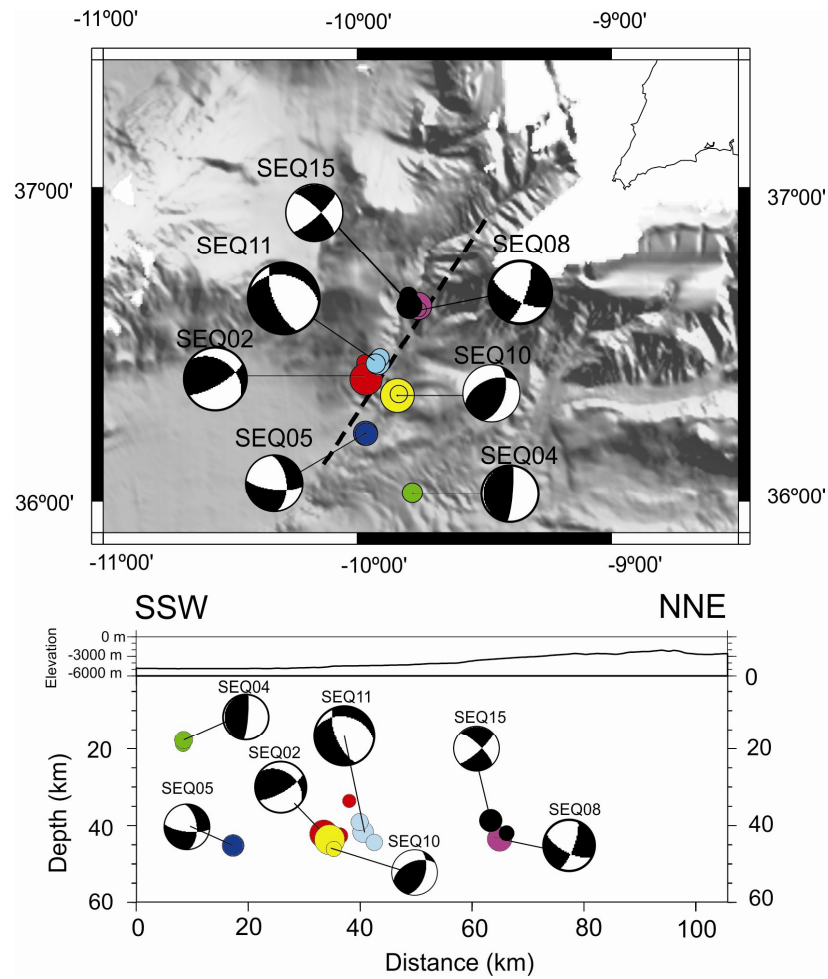 -11º00' -10º00' -9º00'
SEQ15
37º00' 37º00'
SEQ11 SEQ08
SEQ02 SEQ10
SEQ05 SEQ04
36º00' 36º00'
-11º00' -10º00' -9º00'
SSW NNE
Elevation
0 m
-3000 m
-6000 m
0
SEQ04 SEQ11 SEQ15
20 20
SEQ02
SEQ05 SEQ08
40 40
SEQ10
60 60
Depth (km)
0 20 40 60 80 100
Distance (km)